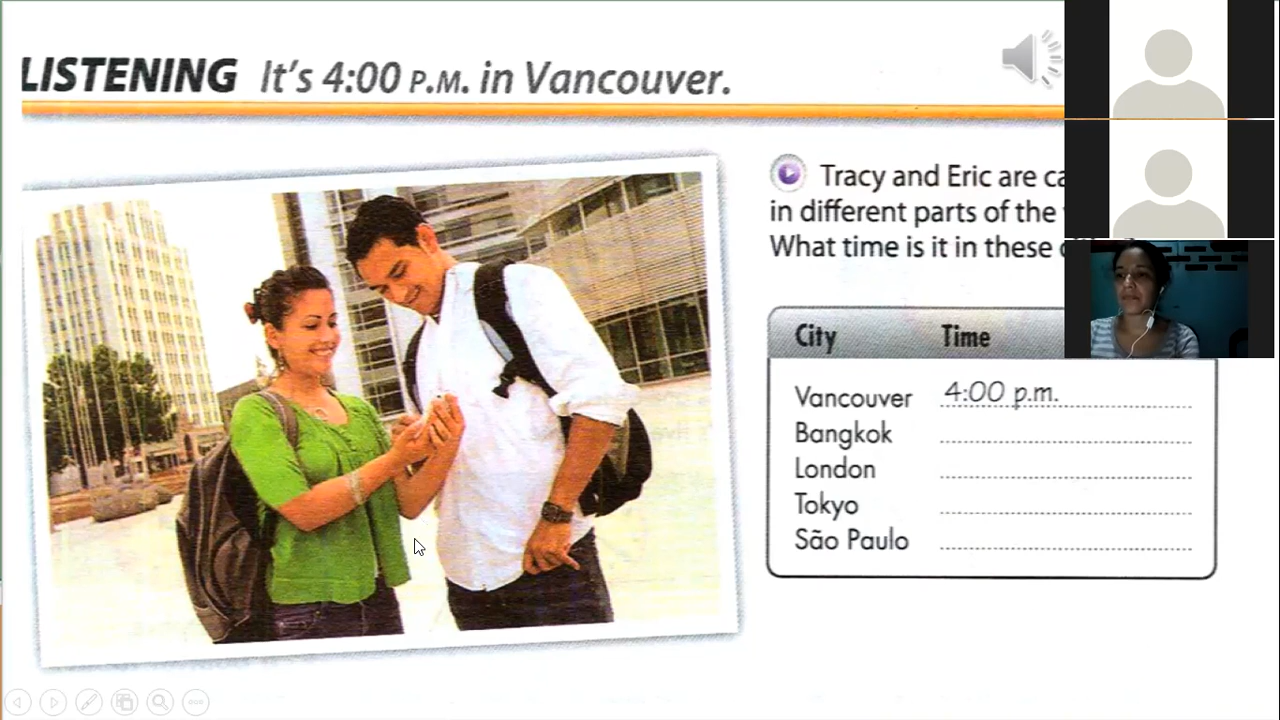 LISTENING It's 4:00 P.M. in Vancouver.
Tracy and Eric are
in different parts of the
What time is it in these
City Time
Vancouver 4:00 p.m.
Bangkok
London
Tokyo
São Paulo